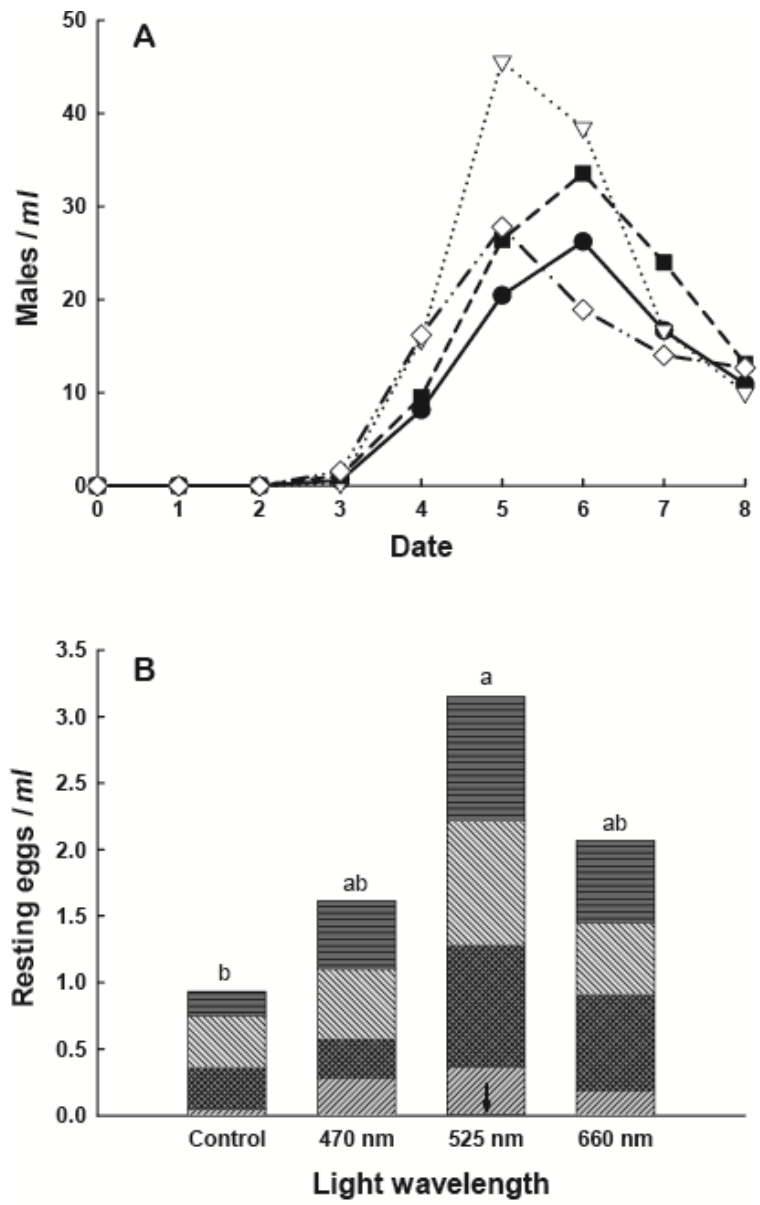 A
50
40
30
20
10
0
Males / ml
0 1 2 3 4 5 6 7 8
Date
B
3.5
3.0
2.5
2.0
1.5
1.0
0.5
0.0
Resting eggs / ml
b
ab
a
ab
Control 470 nm 525 nm 660 nm
Light wavelength